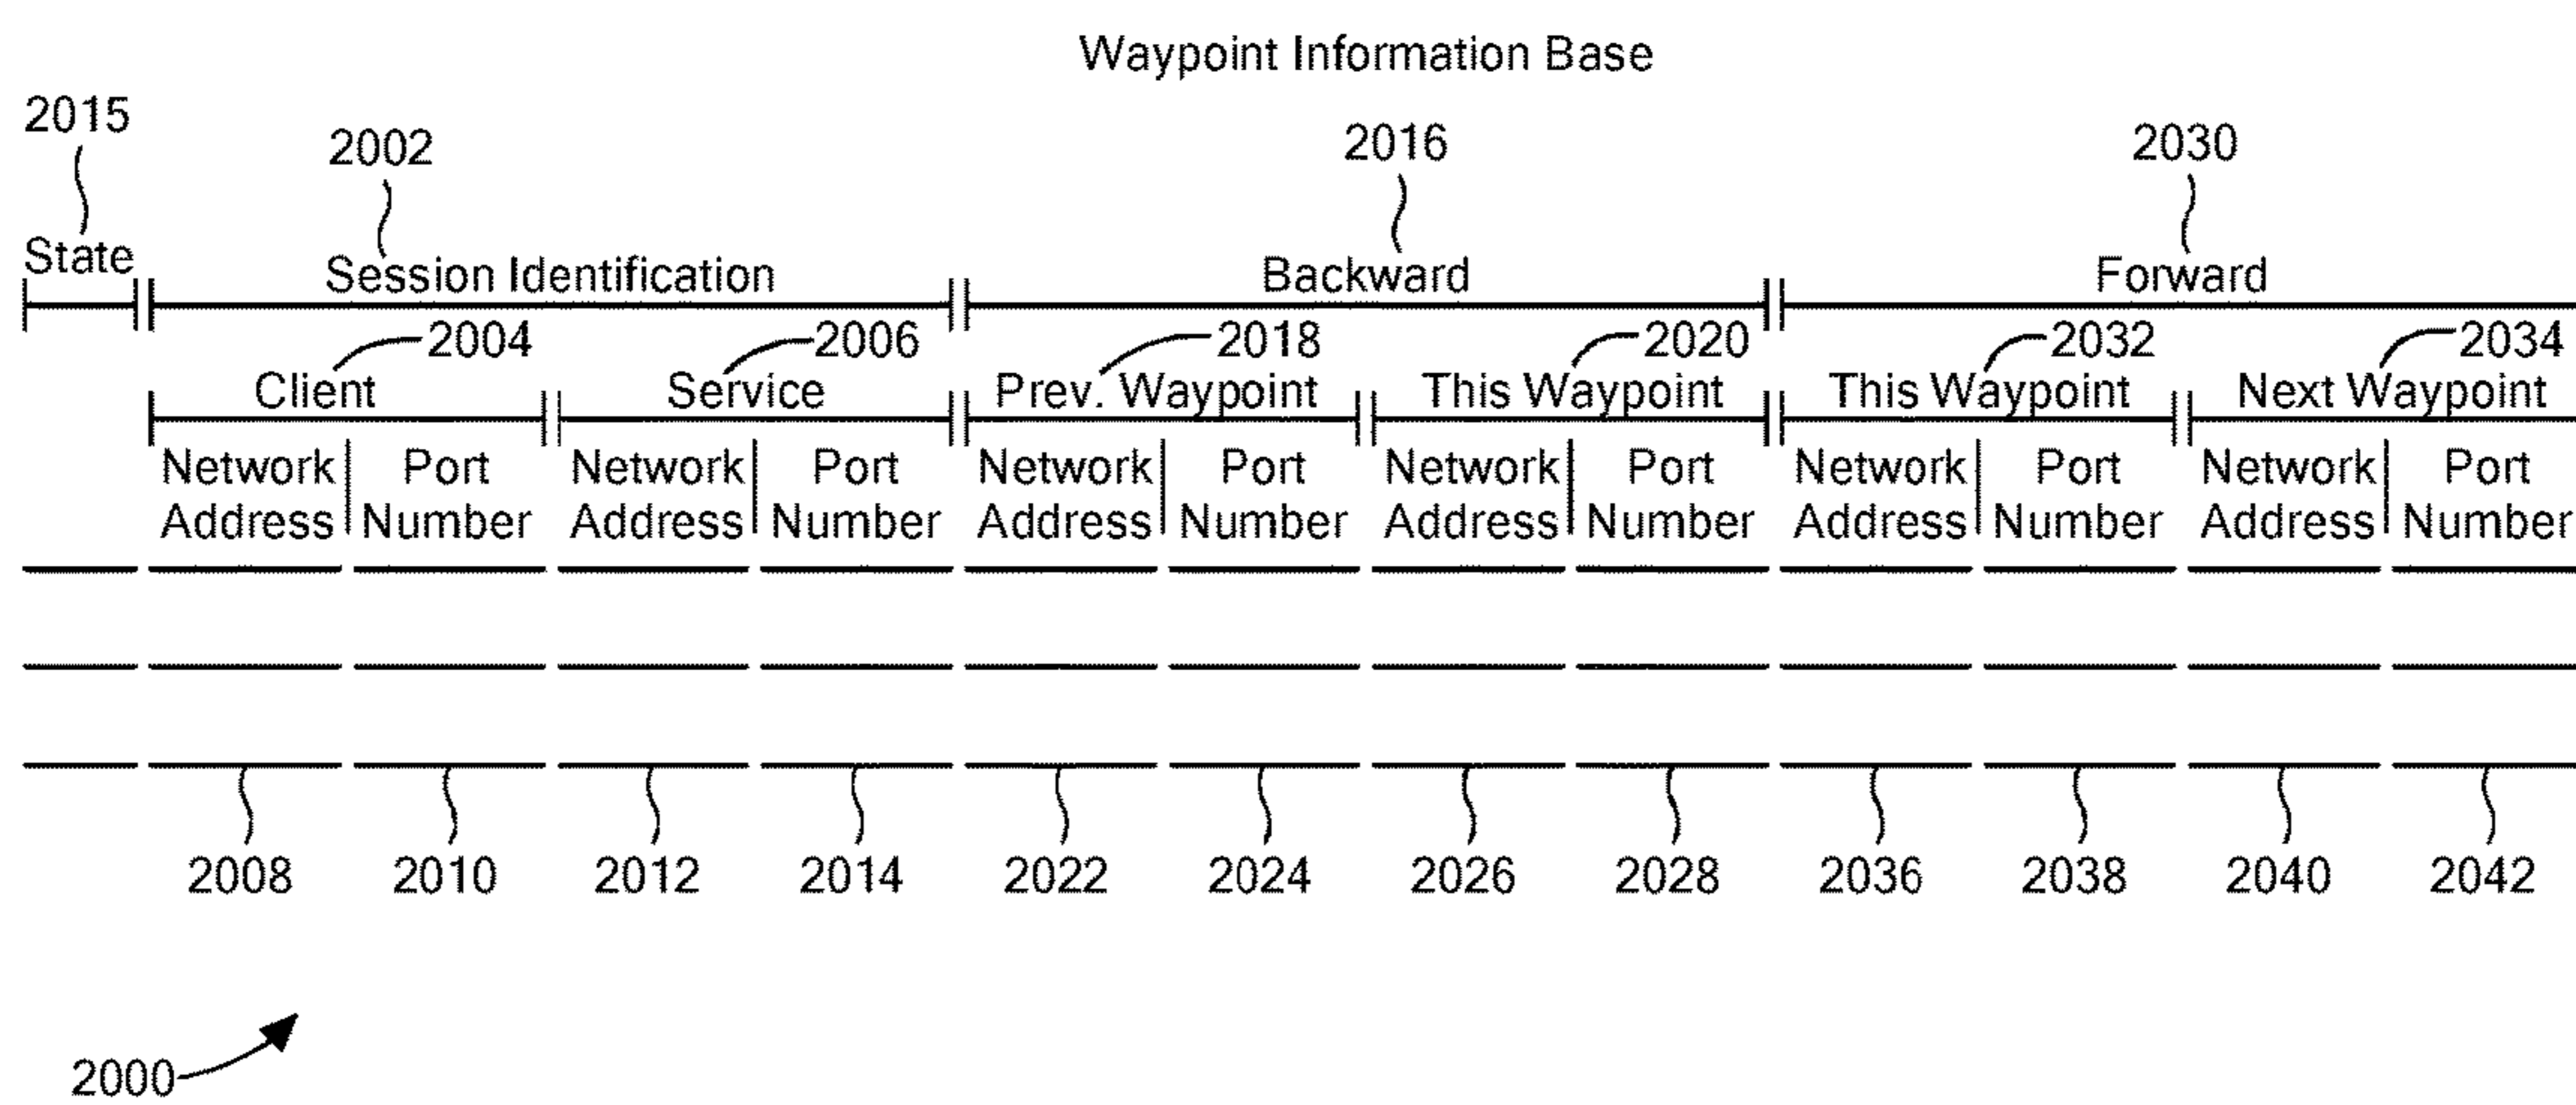 Waypoint Information Base
2015
2002 2016 2030
State
Session Identification Backward Forward
2004 2006 2018 2020 2032 2034
Client Service Prev. Waypoint This Waypoint This Waypoint Next Waypoint
Network Port Network Port Network Port Network Port Network Port Network Port
Address Number Address Number Address Number Address Number Address Number Address Number
2008 2010 2012 2014 2022 2024 2026 2028 2036 2038 2040 2042
2000